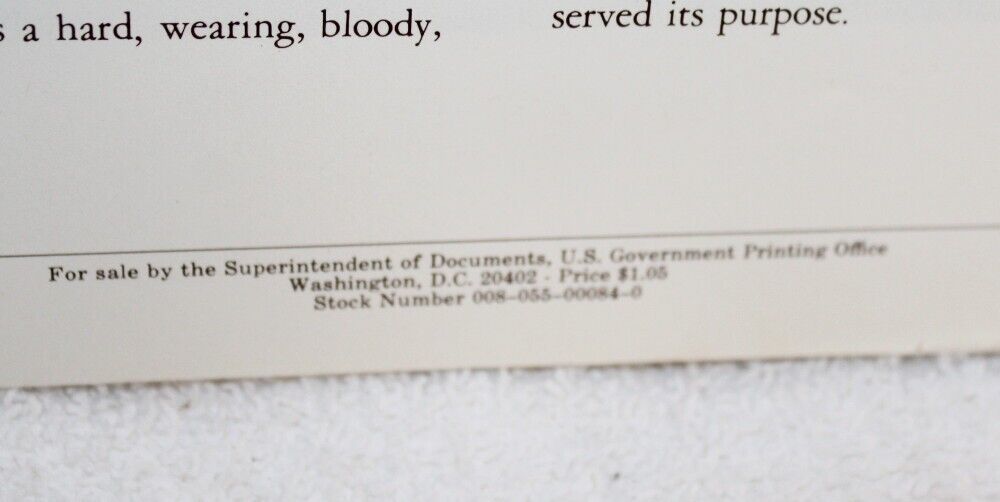 s a hard, wearing, bloody,
served its purpose.
For sale by the Superintendent of Documents, U.S. Government Printing Office
Washington, D.C. 20402 - Price $1.05
Stock Number 008-055-00084-0